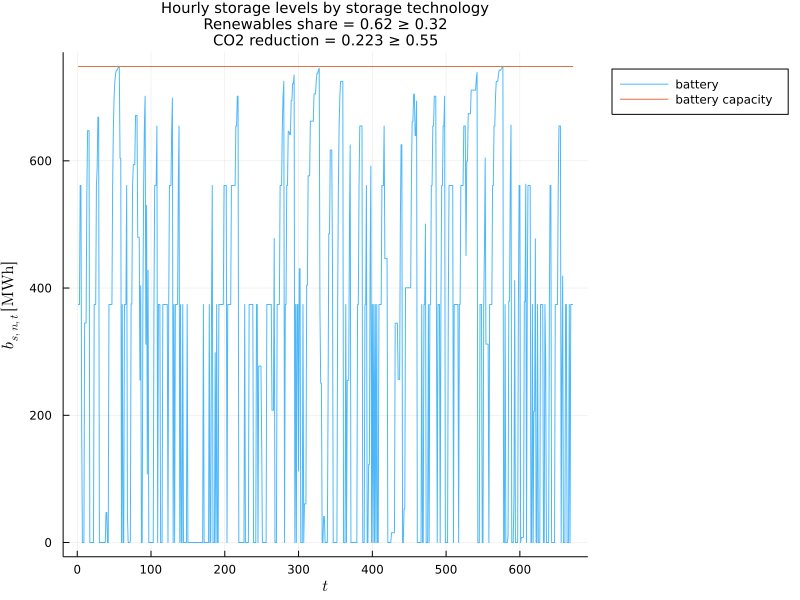 Hourly storage levels by storage technology
Renewables share = 0.62 ≥ 0.32
CO2 reduction = 0.223 ≥ 0.55
battery
battery capacity
600
400
200
0
b_{s,n,t} [MWh]
0 100 200 300 400 500 600
t